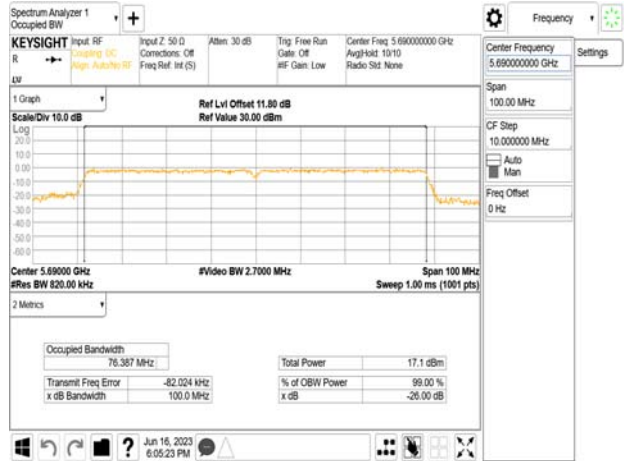 Spectrum Analyzer 1
Occupied BW
+
Frequency
KEYSIGHT
Input: RF
Coupling: DC
Align: Auto/No RF
Input Z: 50 Ω
Corrections: Off
Freq Ref: Int (S)
Atten: 30 dB
Trig: Free Run
Gate: Off
#IF Gain: Low
Center Freq: 5.690000000 GHz
Avg|Hold: 10/10
Radio Std: None
R
LXI
Center Frequency
5.690000000 GHz
Settings
Span
100.00 MHz
CF Step
10.000000 MHz
Auto
Man
Freq Offset
0 Hz
1 Graph
Scale/Div 10.0 dB
Ref Lvl Offset 11.80 dB
Ref Value 30.00 dBm
Log
20.0
10.0
0.00
-10.0
-20.0
-30.0
-40.0
-50.0
-60.0
Center 5.69000 GHz
#Video BW 2.7000 MHz
Span 100 MHz
#Res BW 820.00 kHz
Sweep 1.00 ms (1001 pts)
2 Metrics
Occupied Bandwidth
76.387 MHz
Total Power 17.1 dBm
Transmit Freq Error -82.024 kHz
% of OBW Power 99.00 %
x dB Bandwidth 100.0 MHz
x dB -26.00 dB
?
Jun 16, 2023
6:05:23 PM